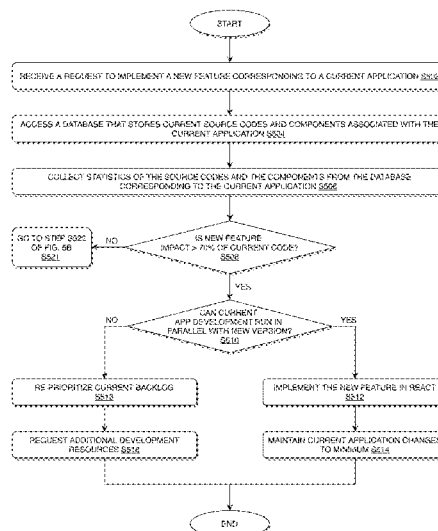 START
RECEIVE A REQUEST TO IMPLEMENT A NEW FEATURE CORRESPONDING TO A CURRENT APPLICATION S502
ACCESS A DATABASE THAT STORES CURRENT SOURCE CODES AND COMPONENTS ASSOCIATED WITH THE
CURRENT APPLICATION S504
COLLECT STATISTICS OF THE SOURCE CODES AND THE COMPONENTS FROM THE DATABASE
CORRESPONDING TO THE CURRENT APPLICATION S506
GO TO STEP S522
OF FIG. 5B
S521
NO
IS NEW FEATURE
IMPACT > 70% OF CURRENT CODE?
S508
YES
NO
CAN CURRENT
APP DEVELOPMENT RUN IN
PARALLEL WITH NEW VERSION?
S510
YES
RE-PRIORITIZE CURRENT BACKLOG
IMPLEMENT THE NEW FEATURE IN REACT
S512
REQUEST ADDITIONAL DEVELOPMENT
RESOURCES
MAINTAIN CURRENT APPLICATION CHANGES
TO MINIMUM S514
END